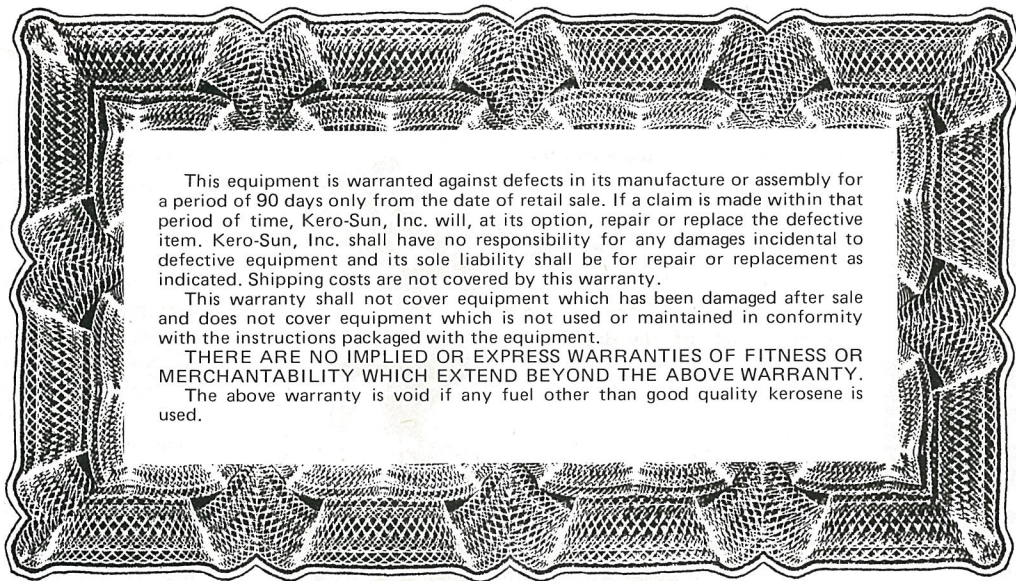 This equipment is warranted against defects in its manufacture or assembly for
a period of 90 days only from the date of retail sale. If a claim is made within that
period of time, Kero-Sun, Inc. will, at its option, repair or replace the defective
item. Kero-Sun, Inc. shall have no responsibility for any damages incidental to
defective equipment and its sole liability shall be for repair or replacement as
indicated. Shipping costs are not covered by this warranty.
This warranty shall not cover equipment which has been damaged after sale
and does not cover equipment which is not used or maintained in conformity
with the instructions packaged with the equipment.
THERE ARE NO IMPLIED OR EXPRESS WARRANTIES OF FITNESS OR
MERCHANTABILITY WHICH EXTEND BEYOND THE ABOVE WARRANTY.
The above warranty is void if any fuel other than good quality kerosene is
used.